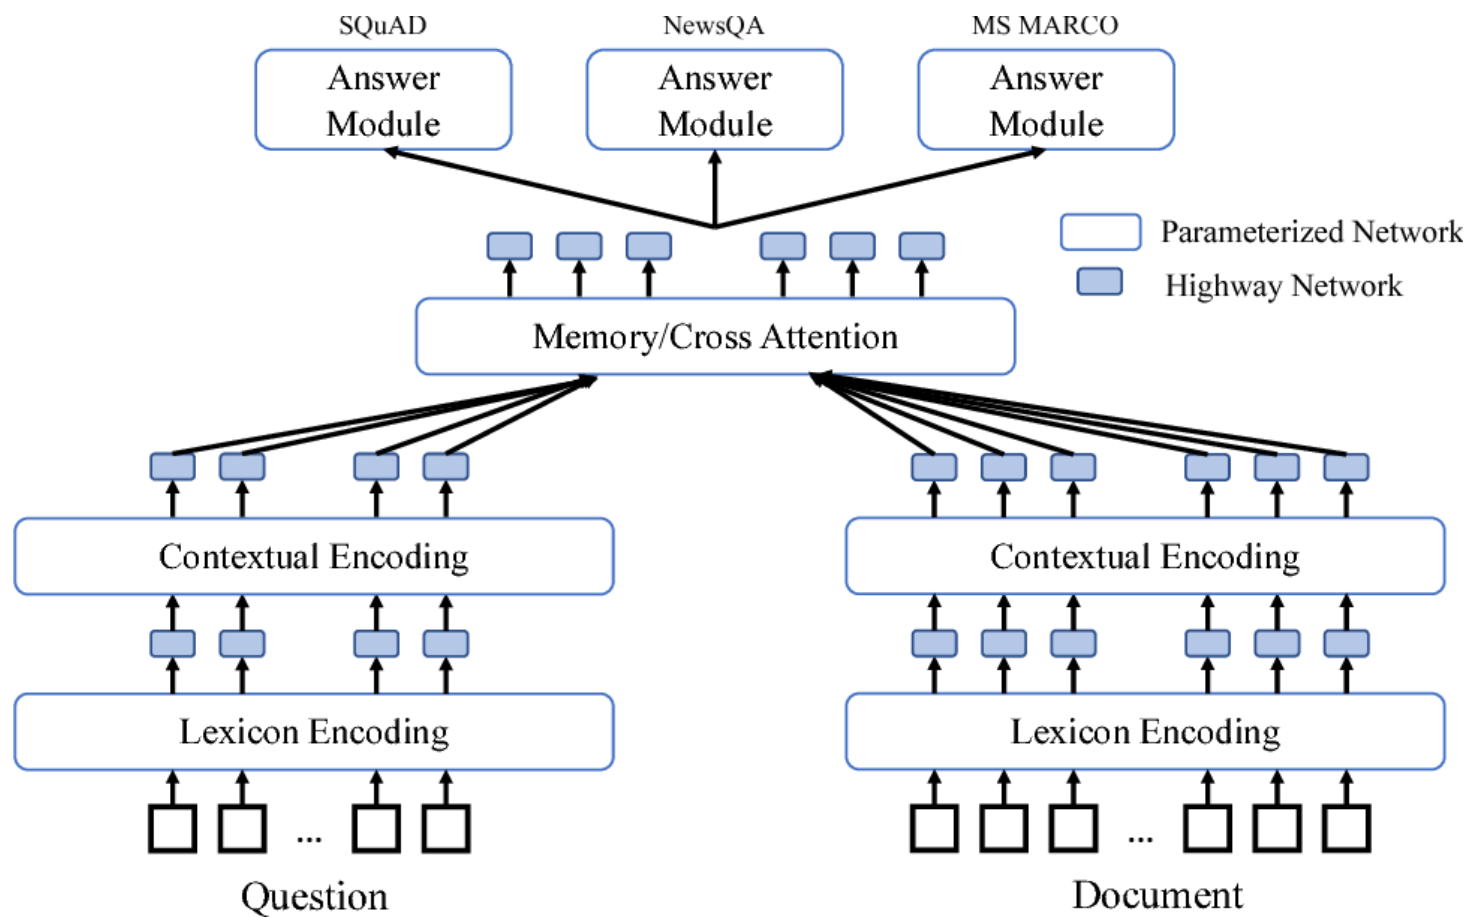 SQuAD
NewsQA
MS MARCO
Answer
Module
Answer
Module
Answer
Module
Parameterized Network
Highway Network
Memory/Cross Attention
Contextual Encoding
Contextual Encoding
Lexicon Encoding
Lexicon Encoding
...
...
Question
Document